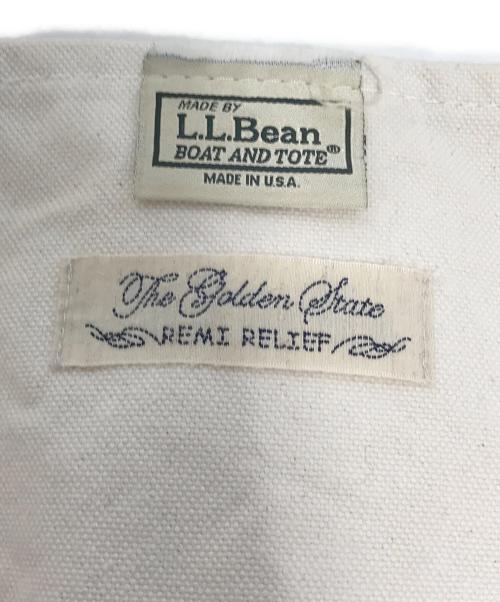 MADE BY
L.L.Bean
BOAT AND TOTE®
MADE IN U.S.A.
The Golden State
REMI RELIEF